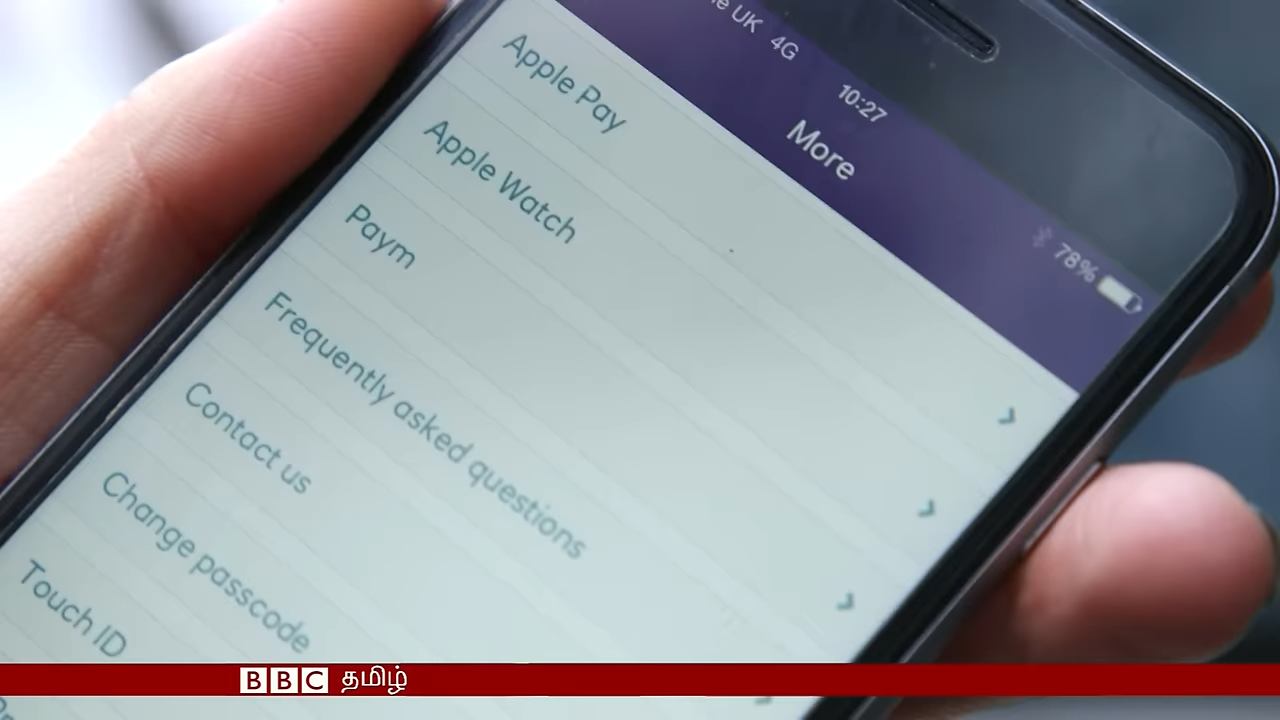 UK 4G
10:27
78%
More
Apple Pay
Apple Watch
Paym
Frequently asked questions
Contact us
Change passcode
Touch ID
BBC தமிழ்